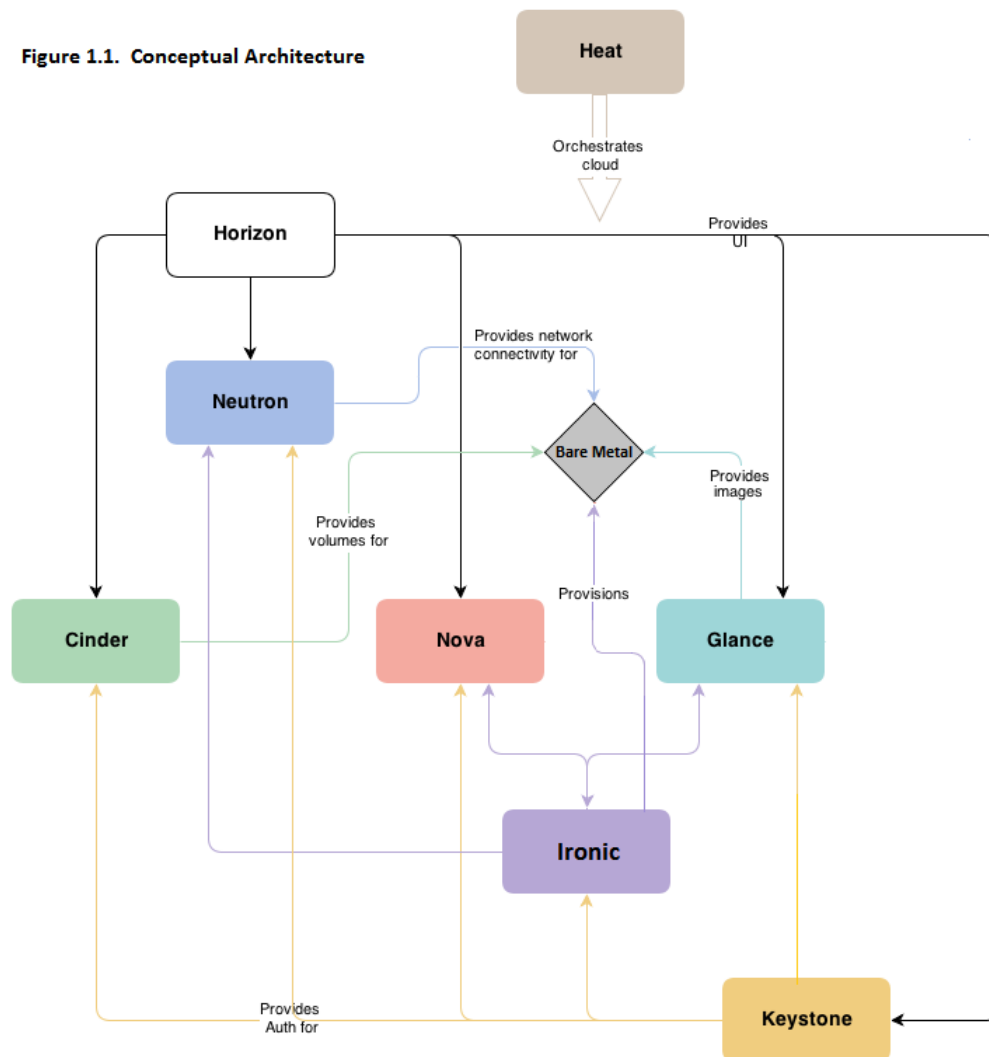 Figure 1.1. Conceptual Architecture
Heat
Orchestrates
cloud
Horizon
Provides
UI
Provides network
connectivity for
Neutron
Bare Metal
Provides
images
Provides
volumes for
Provisions
Cinder
Nova
Glance
Ironic
Provides
Auth for
Keystone